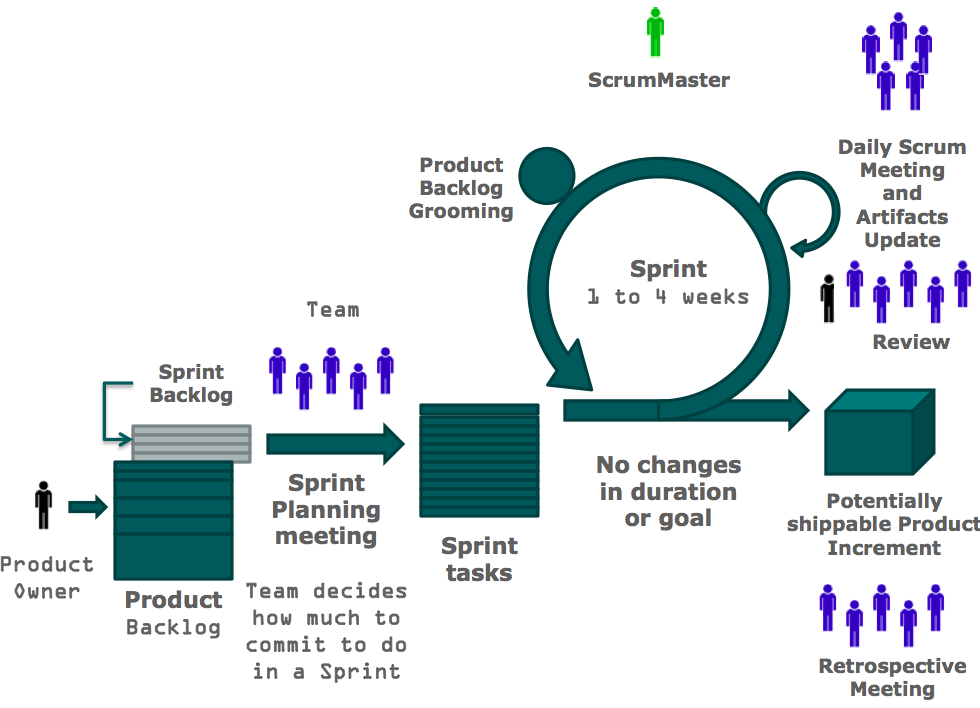 ScrumMaster
Product
Backlog
Grooming
Daily Scrum
Meeting
and
Artifacts
Update
Sprint
1 to 4 weeks
Team
Review
Sprint
Backlog
Sprint
Planning
meeting
No changes
in duration
or goal
Potentially
shippable Product
Increment
Sprint
tasks
Product
Owner
Product
Backlog
Team decides
how much to
commit to do
in a Sprint
Retrospective
Meeting